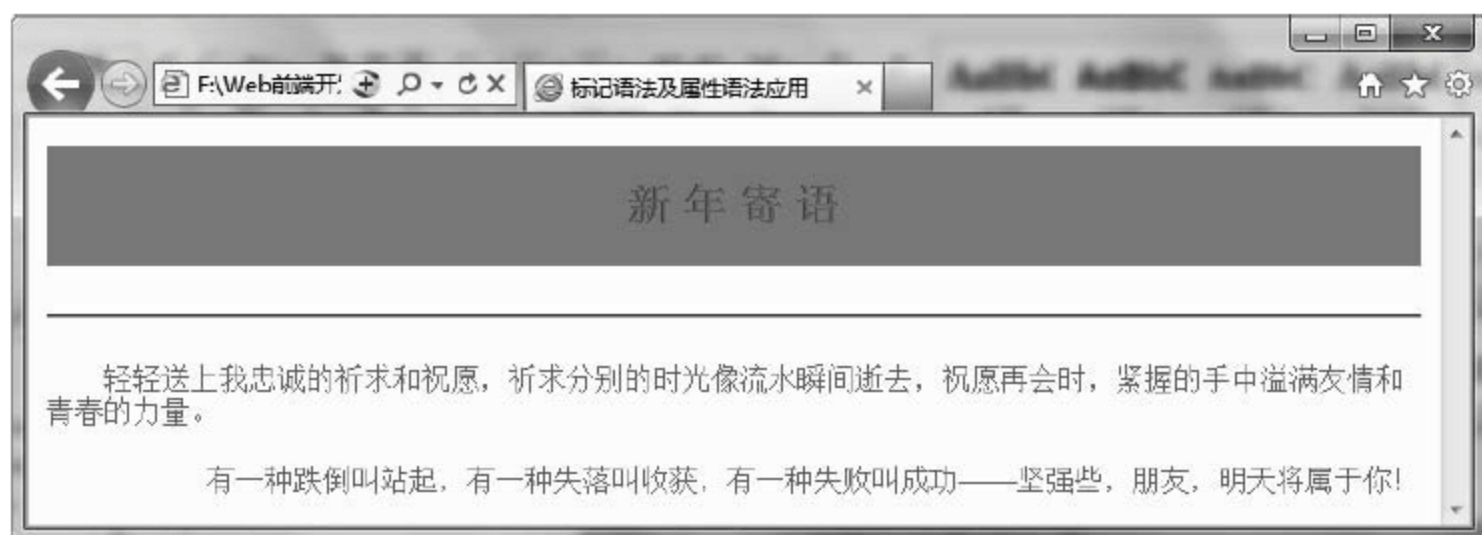 F:\Web前端开
标记语法及属性语法应用
新 年 寄 语
轻轻送上我忠诚的祈求和祝愿，祈求分别的时光像流水瞬间逝去，祝愿再会时，紧握的手中溢满友情和
青春的力量。
有一种跌倒叫站起，有一种失落叫收获，有一种失败叫成功——坚强些，朋友，明天将属于你!